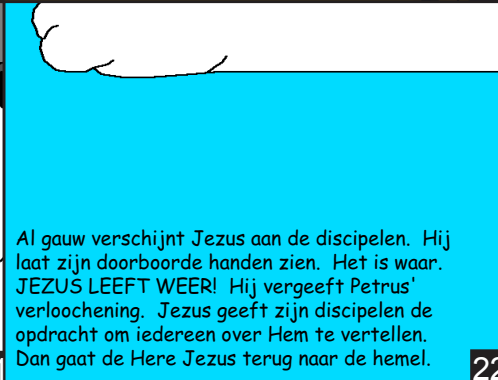 Al gauw verschijnt Jezus aan de discipelen.  Hij
laat zijn doorboorde handen zien.  Het is waar.
JEZUS LEEFT WEER!  Hij vergeeft Petrus'
verloochening.  Jezus geeft zijn discipelen de
opdracht om iedereen over Hem te vertellen.
Dan gaat de Here Jezus terug naar de hemel.
22